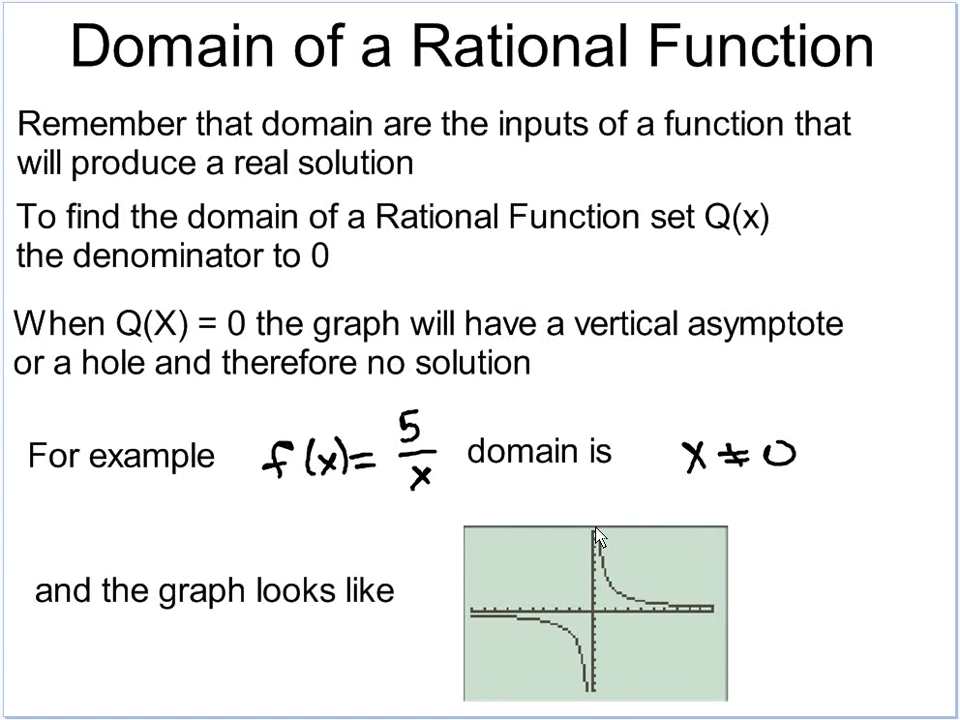 Domain of a Rational Function
Remember that domain are the inputs of a function that
will produce a real solution
To find the domain of a Rational Function set Q(x)
the denominator to 0
When Q(X) = 0 the graph will have a vertical asymptote
or a hole and therefore no solution
For example f(x)= 5/x domain is x ≠ 0
and the graph looks like